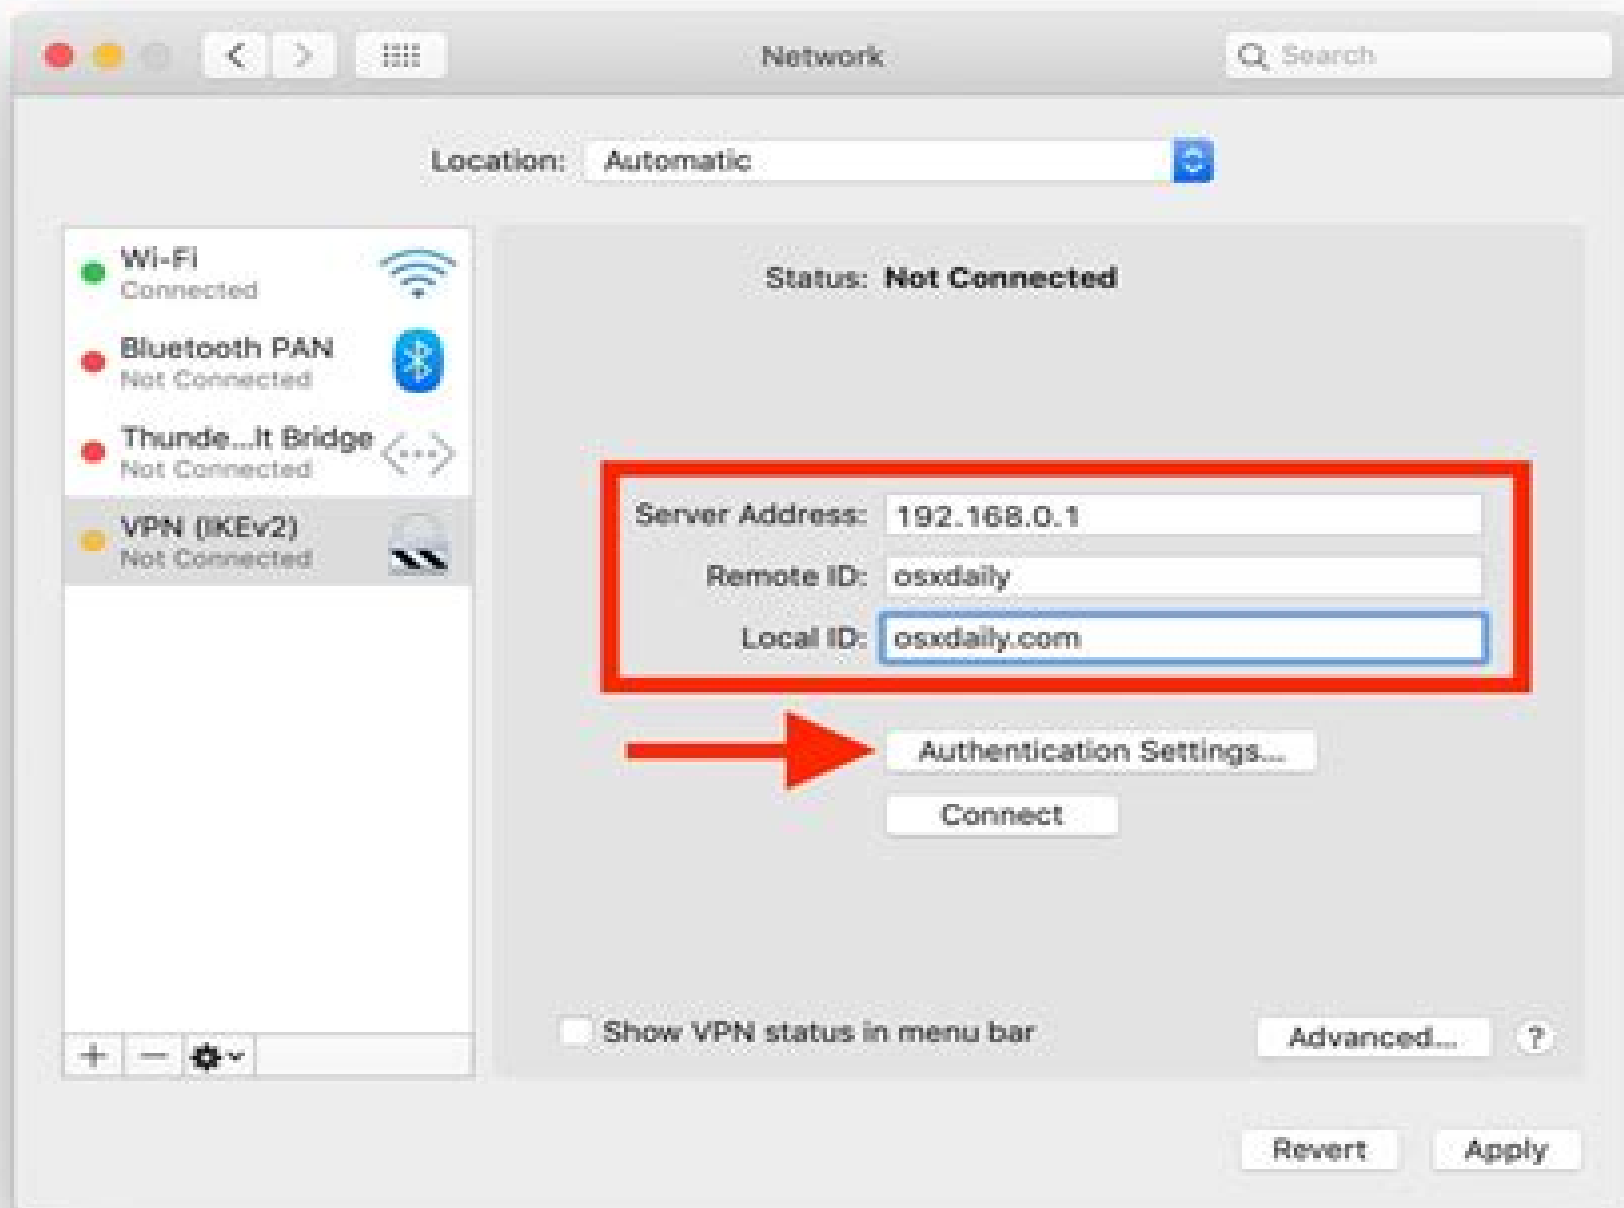 Network
Search
Location: Automatic
Wi-Fi
Connected
Bluetooth PAN
Not Connected
Thunde...lt Bridge
Not Connected
VPN (IKEv2)
Not Connected
Status: Not Connected
Server Address: 192.168.0.1
Remote ID: osxdaily
Local ID: osxdaily.com
Authentication Settings...
Connect
Show VPN status in menu bar
Advanced...
?
Revert
Apply